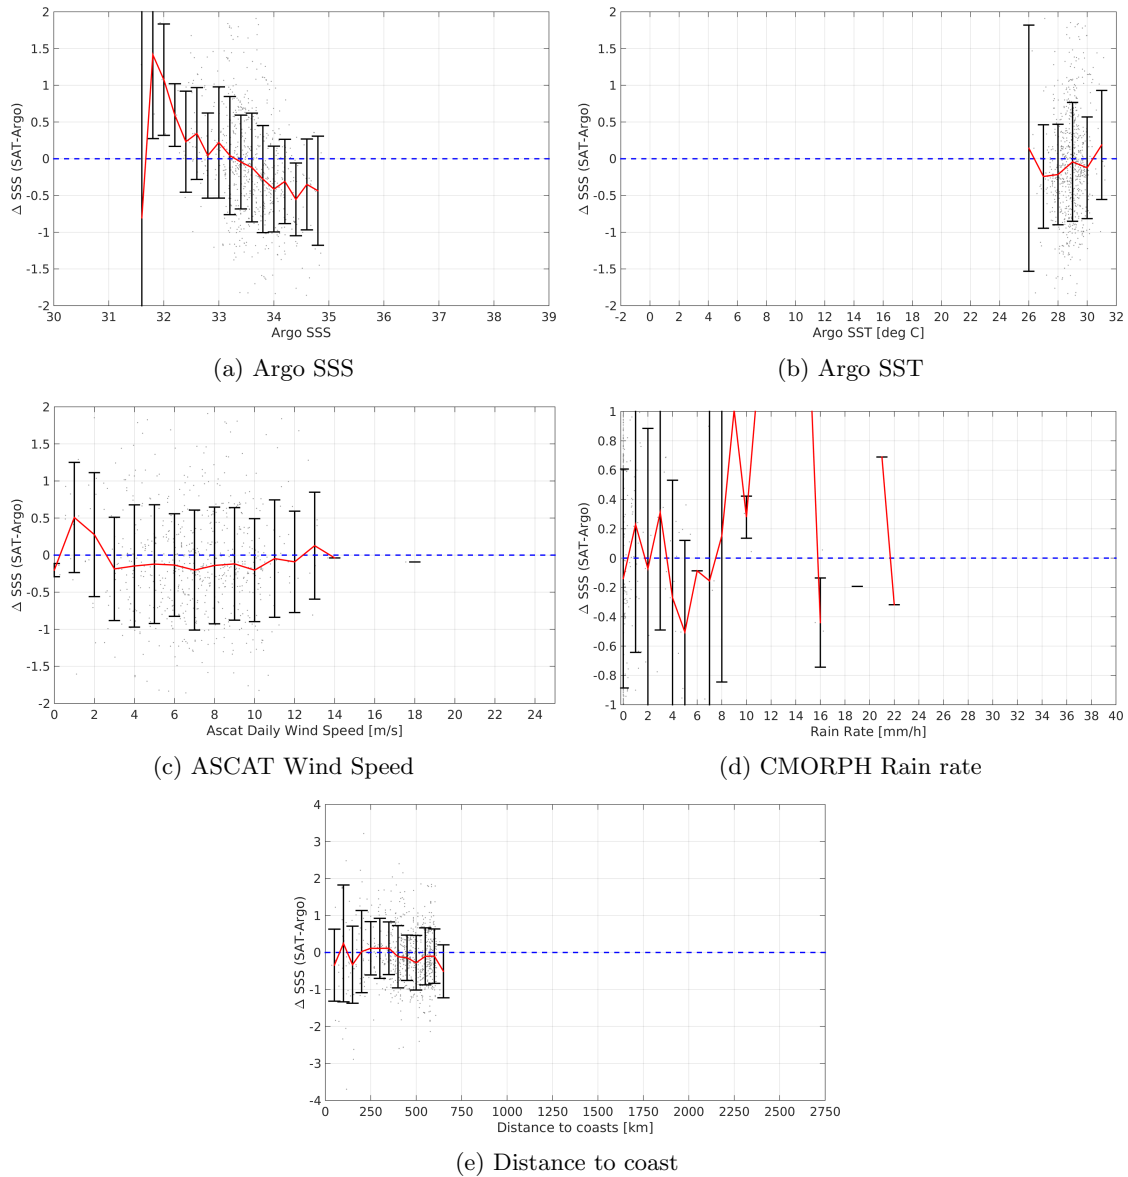 2
1.5
1
0.5
0
-0.5
-1
-1.5
-2
Δ SSS (SAT-Argo)
30 31 32 33 34 35 36 37 38 39
Argo SSS
(a) Argo SSS
2
1.5
1
0.5
0
-0.5
-1
-1.5
-2
Δ SSS (SAT-Argo)
-2 0 2 4 6 8 10 12 14 16 18 20 22 24 26 28 30 32
Argo SST [deg C]
(b) Argo SST
2
1.5
1
0.5
0
-0.5
-1
-1.5
-2
Δ SSS (SAT-Argo)
0 2 4 6 8 10 12 14 16 18 20 22 24
Ascat Daily Wind Speed [m/s]
(c) ASCAT Wind Speed
1
0.8
0.6
0.4
0.2
0
-0.2
-0.4
-0.6
-0.8
-1
Δ SSS (SAT-Argo)
0 2 4 6 8 10 12 14 16 18 20 22 24 26 28 30 32 34 36 38 40
Rain Rate [mm/h]
(d) CMORPH Rain rate
4
3
2
1
0
-1
-2
-3
-4
Δ SSS (SAT-Argo)
0 250 500 750 1000 1250 1500 1750 2000 2250 2500 2750
Distance to coasts [km]
(e) Distance to coast